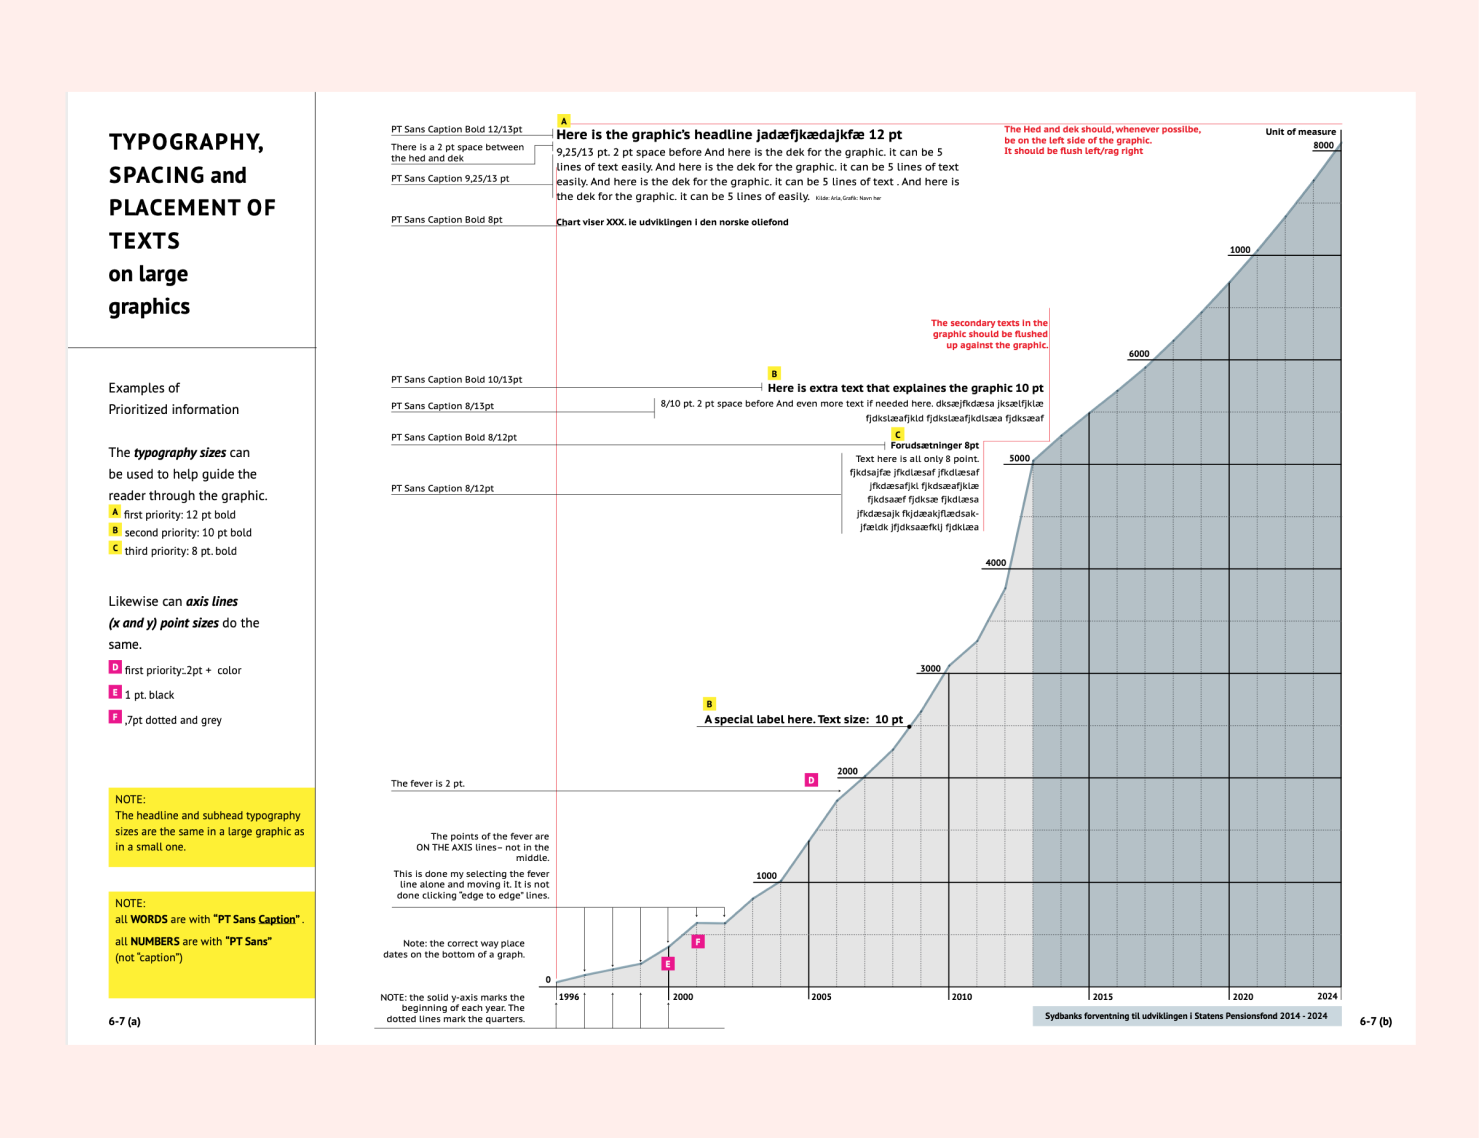 TYPOGRAPHY,
SPACING and
PLACEMENT OF
TEXTS
on large
graphics
Examples of
Prioritized information
The typography sizes can
be used to help guide the
reader through the graphic.
A first priority: 12 pt bold
B second priority: 10 pt bold
C third priority: 8 pt. bold
Likewise can axis lines
(x and y) point sizes do the
same.
D first priority:.2pt + color
E 1 pt. black
F ,7pt dotted and grey
NOTE:
The headline and subhead typography
sizes are the same in a large graphic as
in a small one.
NOTE:
all WORDS are with “PT Sans Caption” .
all NUMBERS are with “PT Sans”
(not “caption”)
6-7 (a)
PT Sans Caption Bold 12/13pt
There is a 2 pt space between
the hed and dek
PT Sans Caption 9,25/13 pt
PT Sans Caption Bold 8pt
A
Here is the graphic’s headline jadæfjkædajkfæ 12 pt
9,25/13 pt. 2 pt space before And here is the dek for the graphic. it can be 5
lines of text easily. And here is the dek for the graphic. it can be 5 lines of text
easily. And here is the dek for the graphic. it can be 5 lines of text . And here is
the dek for the graphic. it can be 5 lines of easily. Kilde: Arla, Grafik: Navn her
Chart viser XXX. ie udviklingen i den norske oliefond
The Hed and dek should, whenever possilbe,
be on the left side of the graphic.
It should be flush left/rag right
Unit of measure
8000
1000
The secondary texts in the
graphic should be flushed
up against the graphic.
6000
PT Sans Caption Bold 10/13pt
B
Here is extra text that explaines the graphic 10 pt
PT Sans Caption 8/13pt
8/10 pt. 2 pt space before And even more text if needed here. dksæjfkdæsa jksælfjklæ
fjdkslæafjkld fjdkslæafjkdlsæa fjdksæaf
PT Sans Caption Bold 8/12pt
C
Forudsætninger 8pt
Text here is all only 8 point.
fjkdsajfæ jfkdlæsaf jfkdlæsaf
jfkdæsafjkl fjkdsæafjklæ
fjkdsaæf fjdksæ fjkdlæsa
jfkdæsajk fkjdæakjflædsak-
jfældk jfjdksaæfklj fjdklæa
PT Sans Caption 8/12pt
5000
4000
3000
B
A special label here. Text size: 10 pt
2000
D
The fever is 2 pt.
The points of the fever are
ON THE AXIS lines– not in the
middle.
This is done my selecting the fever
line alone and moving it. It is not
done clicking “edge to edge” lines.
1000
Note: the correct way place
dates on the bottom of a graph.
F
E
0
NOTE: the solid y-axis marks the
beginning of each year. The
dotted lines mark the quarters.
1996 2000 2005 2010 2015 2020 2024
Sydbanks forventning til udviklingen i Statens Pensionsfond 2014 - 2024
6-7 (b)